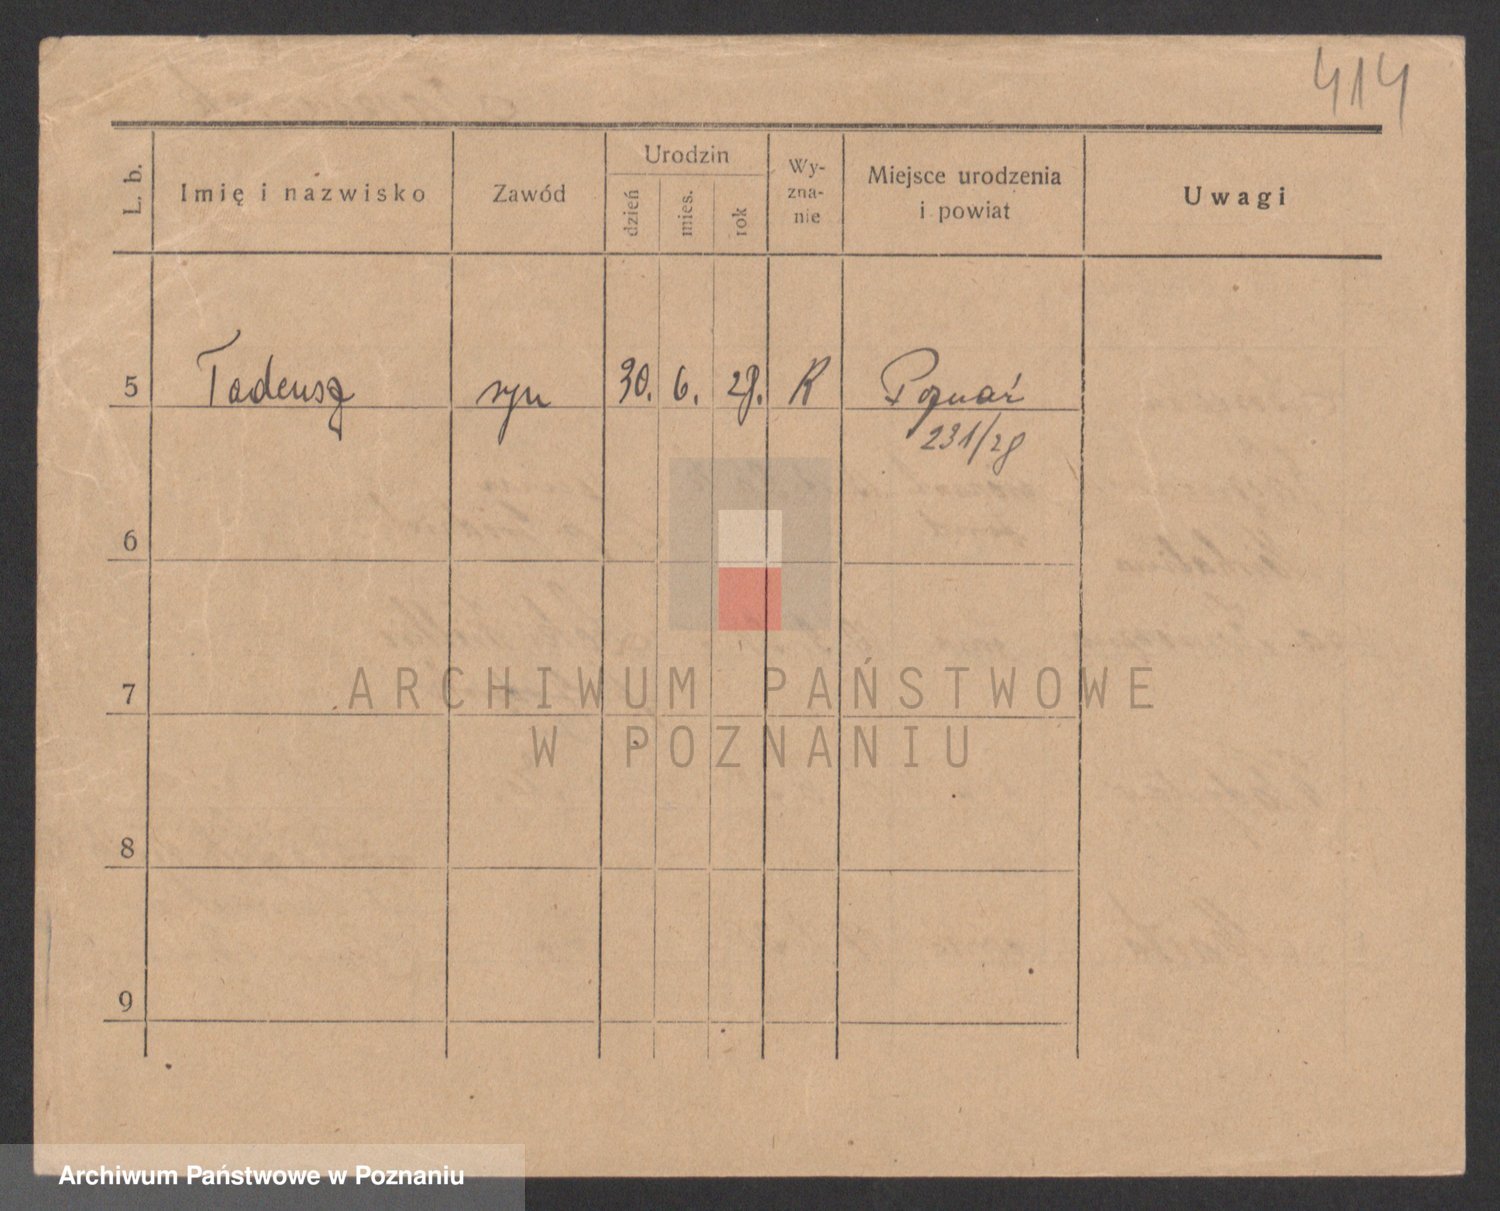 414
L. b. Imię i nazwisko Zawód Urodzin dzień mies. rok Wy-zna-nie Miejsce urodzenia i powiat Uwagi
5 Tadeusz syn 30. 6. 28. R Poznań
231/28
6
7
8
9
ARCHIWUM PAŃSTWOWE
W POZNANIU
Archiwum Państwowe w Poznaniu